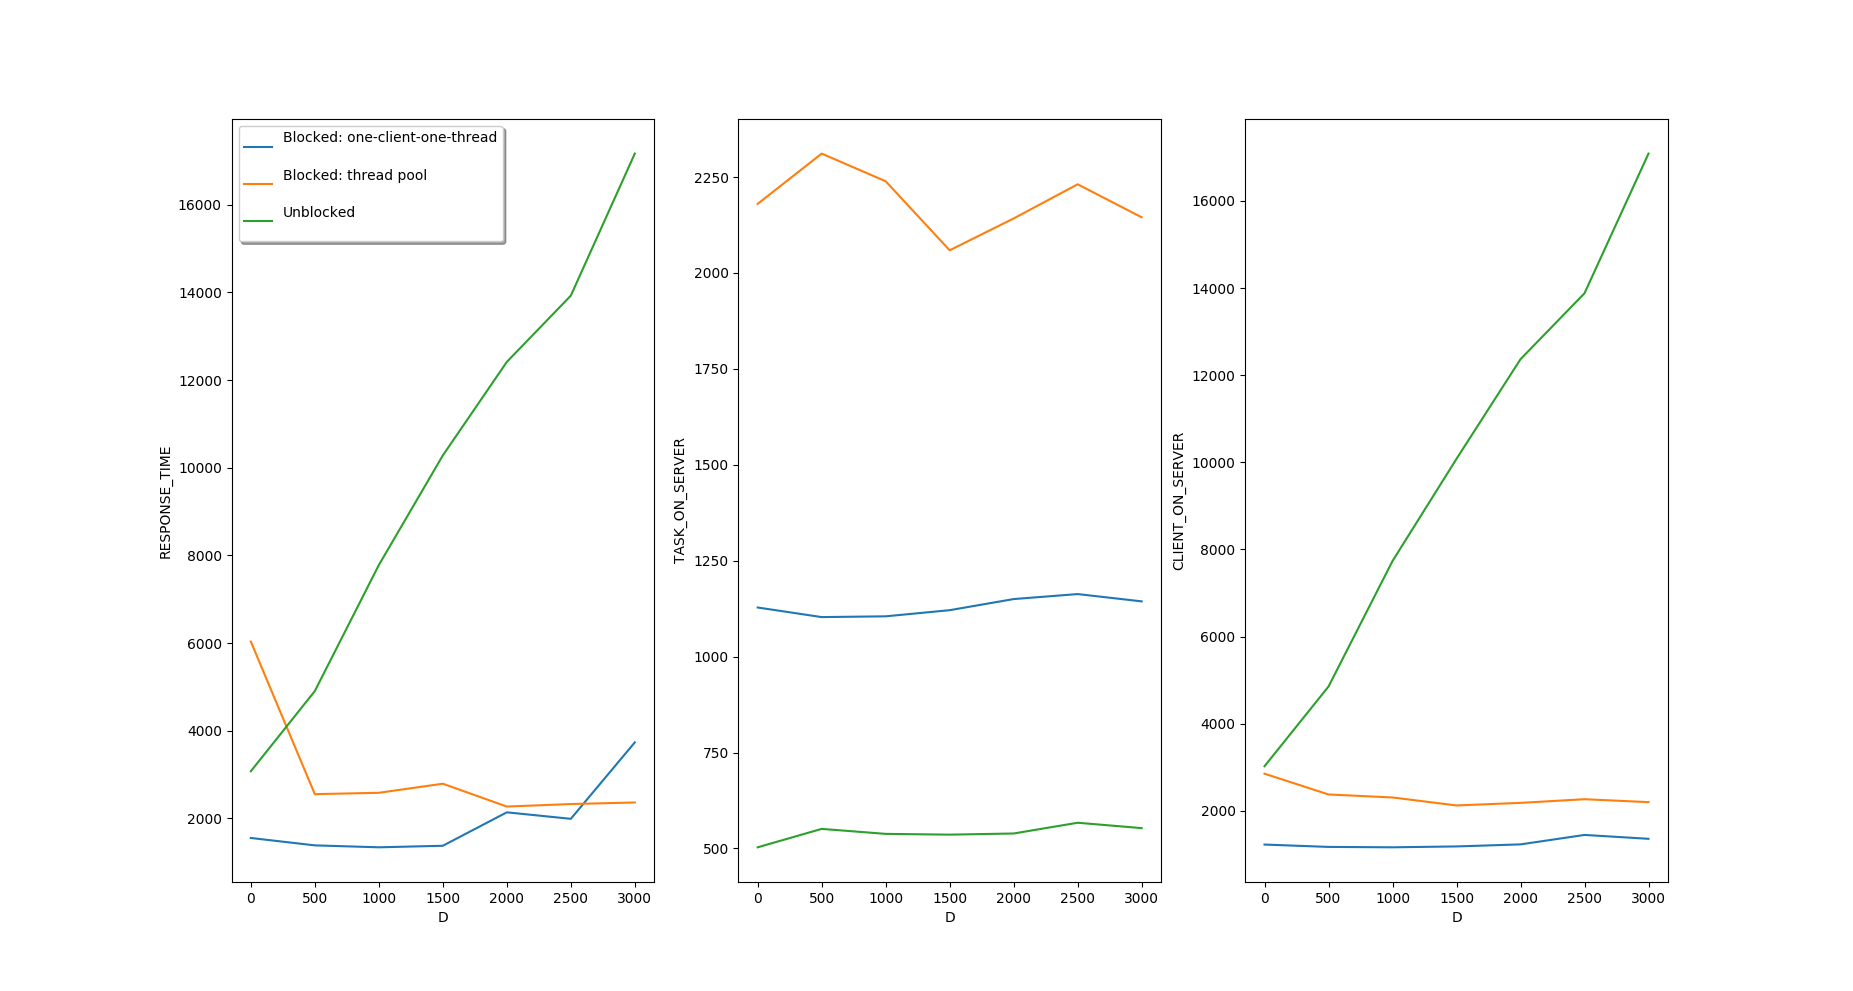 Blocked: one-client-one-thread
Blocked: thread pool
Unblocked
RESPONSE_TIME
16000
14000
12000
10000
8000
6000
4000
2000
0 500 1000 1500 2000 2500 3000
D
TASK_ON_SERVER
2250
2000
1750
1500
1250
1000
750
500
0 500 1000 1500 2000 2500 3000
D
CLIENT_ON_SERVER
16000
14000
12000
10000
8000
6000
4000
2000
0 500 1000 1500 2000 2500 3000
D